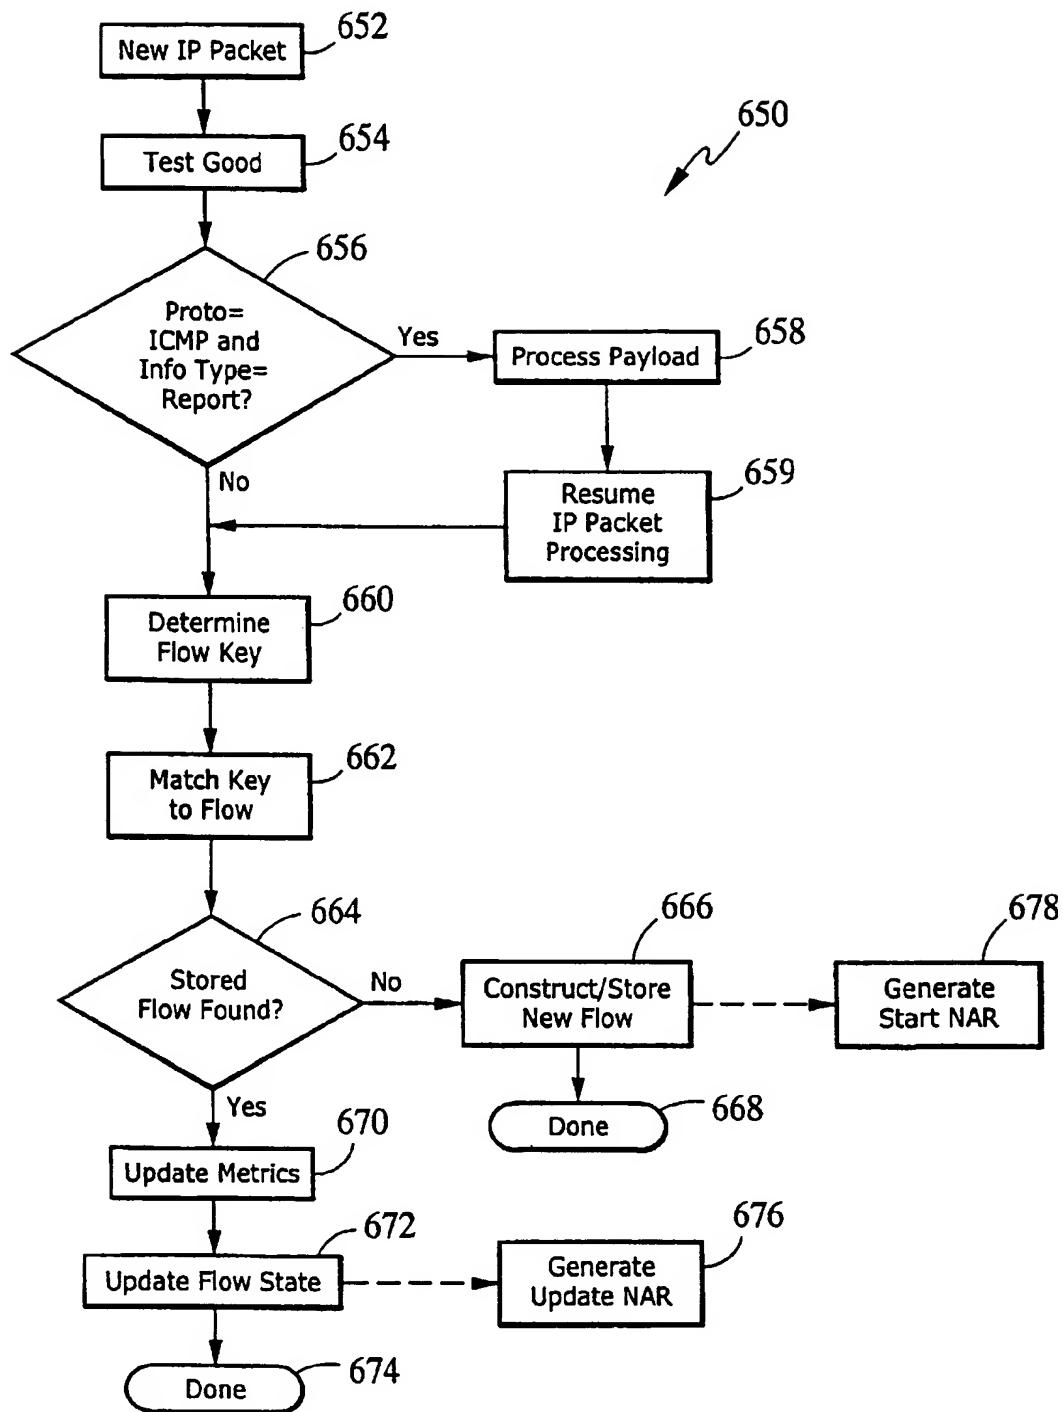 652
New IP Packet
654
Test Good
650
656
Proto=
ICMP and
Info Type=
Report?
Yes
658
Process Payload
No
659
Resume
IP Packet
Processing
660
Determine
Flow Key
662
Match Key
to Flow
664
Stored
Flow Found?
No
666
Construct/Store
New Flow
678
Generate
Start NAR
Yes
668
Done
670
Update Metrics
672
Update Flow State
676
Generate
Update NAR
674
Done